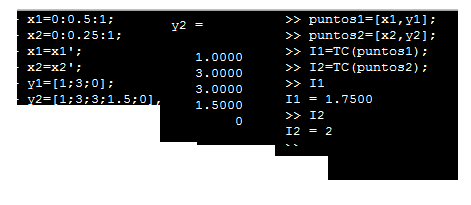 x1=0:0.5:1;
x2=0:0.25:1;
x1=x1';
x2=x2';
y1=[1;3;0];
y2=[1;3;3;1.5;0],
y2 =
1.0000
3.0000
3.0000
1.5000
0
>> puntos1=[x1,y1];
>> puntos2=[x2,y2];
>> I1=TC(puntos1);
>> I2=TC(puntos2);
>> I1
I1 = 1.7500
>> I2
I2 = 2